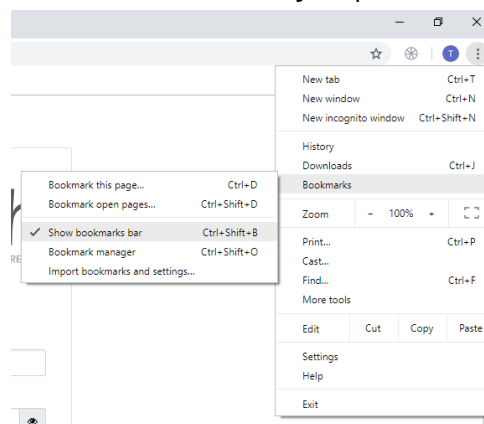 T
New tab Ctrl+T
New window Ctrl+N
New incognito window Ctrl+Shift+N
History
Downloads Ctrl+J
Bookmarks
Zoom - 100% +
Print... Ctrl+P
Cast...
Find... Ctrl+F
More tools
Edit Cut Copy Paste
Settings
Help
Exit
Bookmark this page... Ctrl+D
Bookmark open pages... Ctrl+Shift+D
Show bookmarks bar Ctrl+Shift+B
Bookmark manager Ctrl+Shift+O
Import bookmarks and settings...